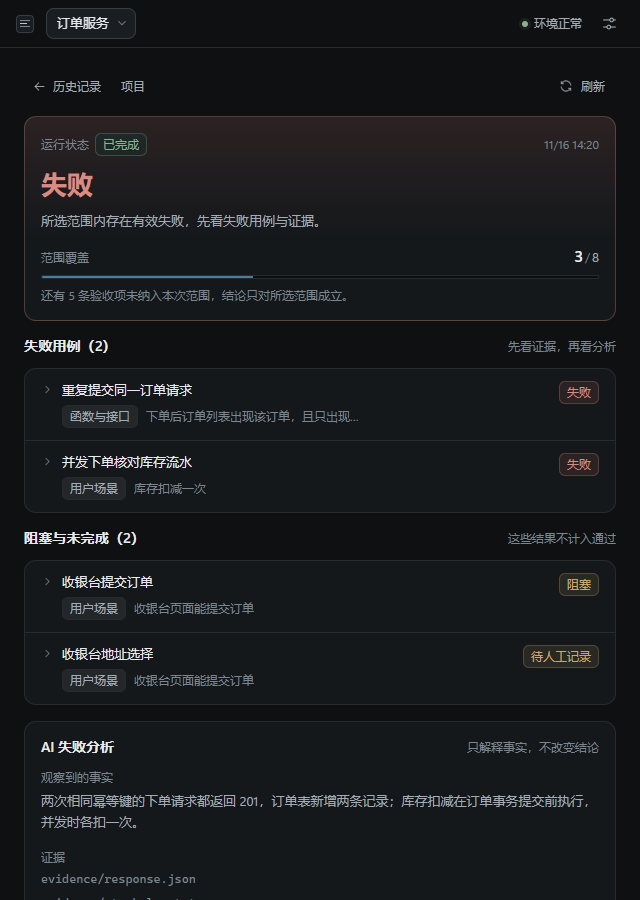 订单服务
环境正常
历史记录 项目
刷新
运行状态 已完成
11/16 14:20
失败
所选范围内存在有效失败，先看失败用例与证据。
范围覆盖
3 / 8
还有 5 条验收项未纳入本次范围，结论只对所选范围成立。
失败用例（2）
先看证据，再看分析
重复提交同一订单请求
失败
函数与接口 下单后订单列表出现该订单，且只出现...
并发下单核对库存流水
失败
用户场景 库存扣减一次
阻塞与未完成（2）
这些结果不计入通过
收银台提交订单
阻塞
用户场景 收银台页面能提交订单
收银台地址选择
待人工记录
用户场景 收银台页面能提交订单
AI 失败分析
只解释事实，不改变结论
观察到的事实
两次相同幂等键的下单请求都返回 201，订单表新增两条记录；库存扣减在订单事务提交前执行，
并发时各扣一次。
证据
evidence/response.json